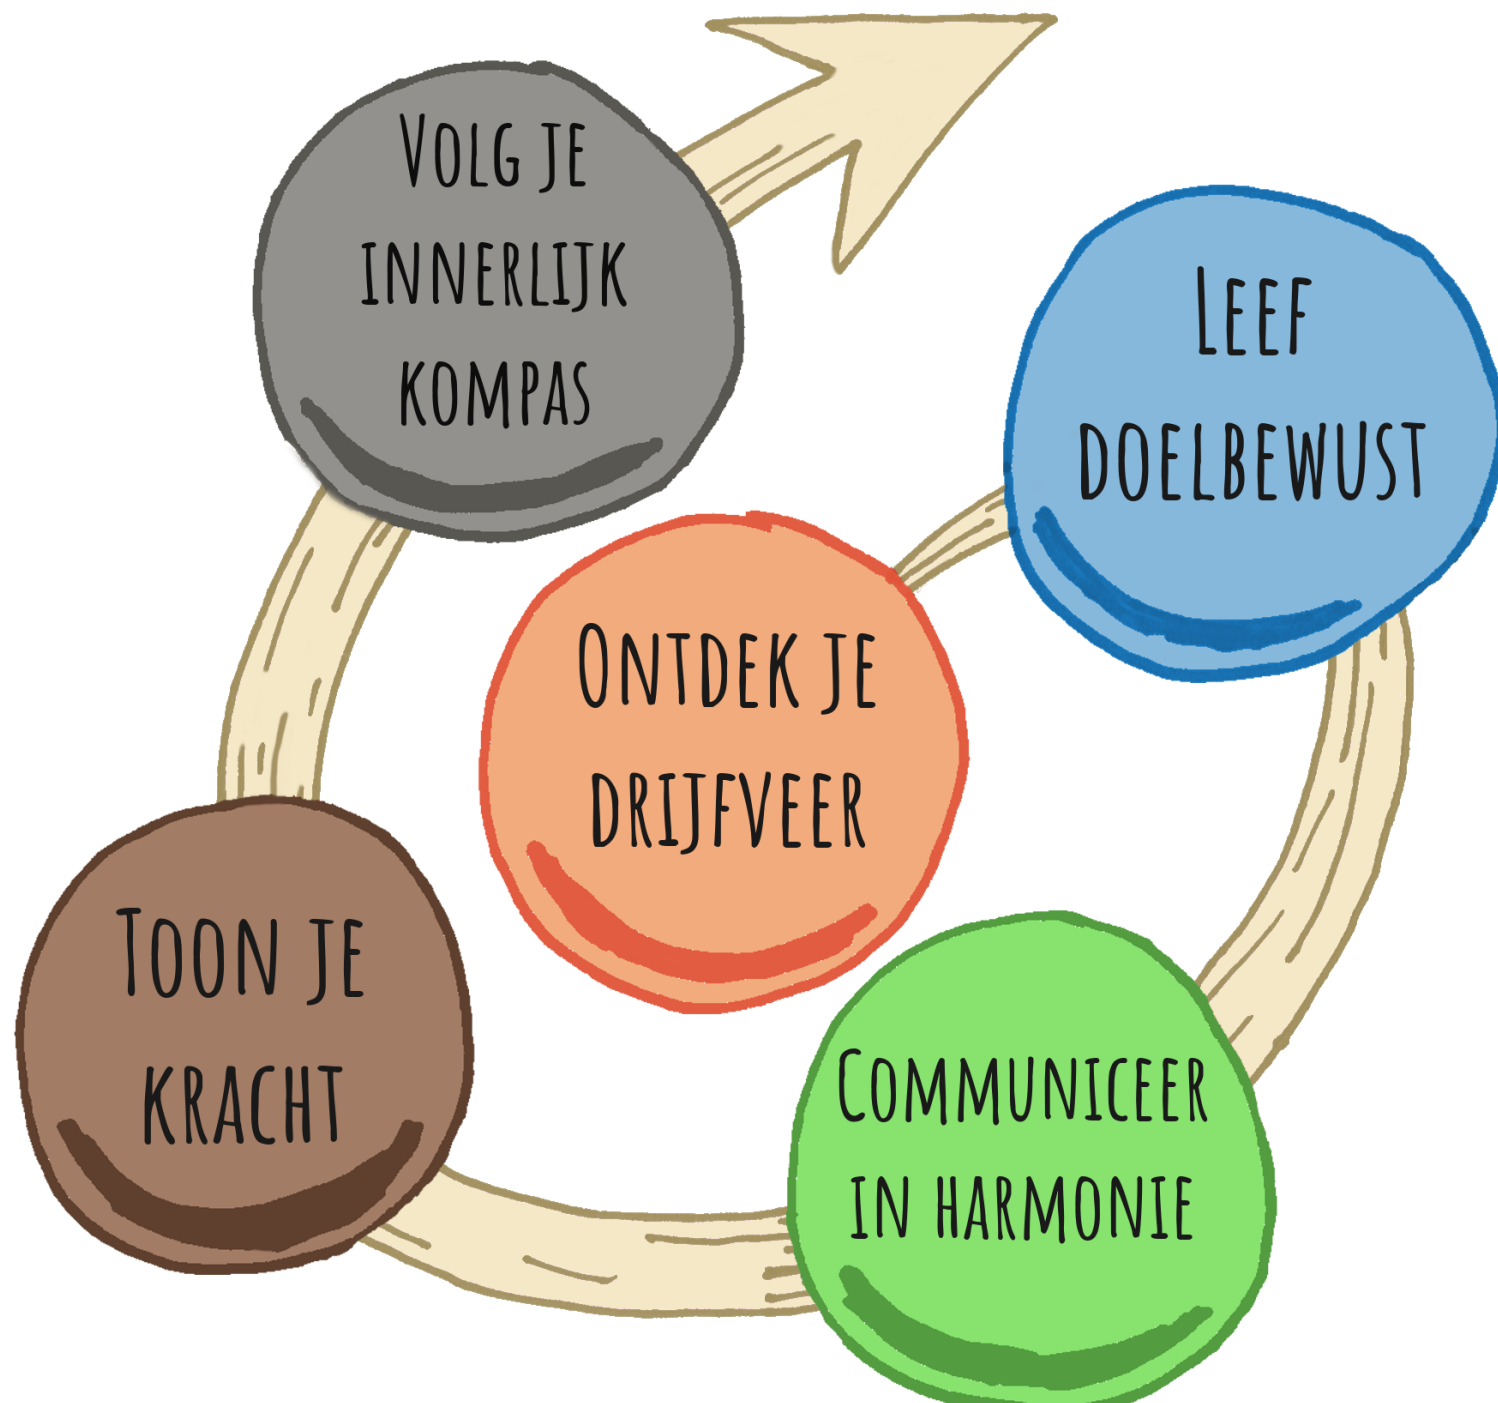 Volg je
innerlijk
kompas
Leef
doelbewust
Ontdek je
drijfveer
Toon je
kracht
Communiceer
in harmonie